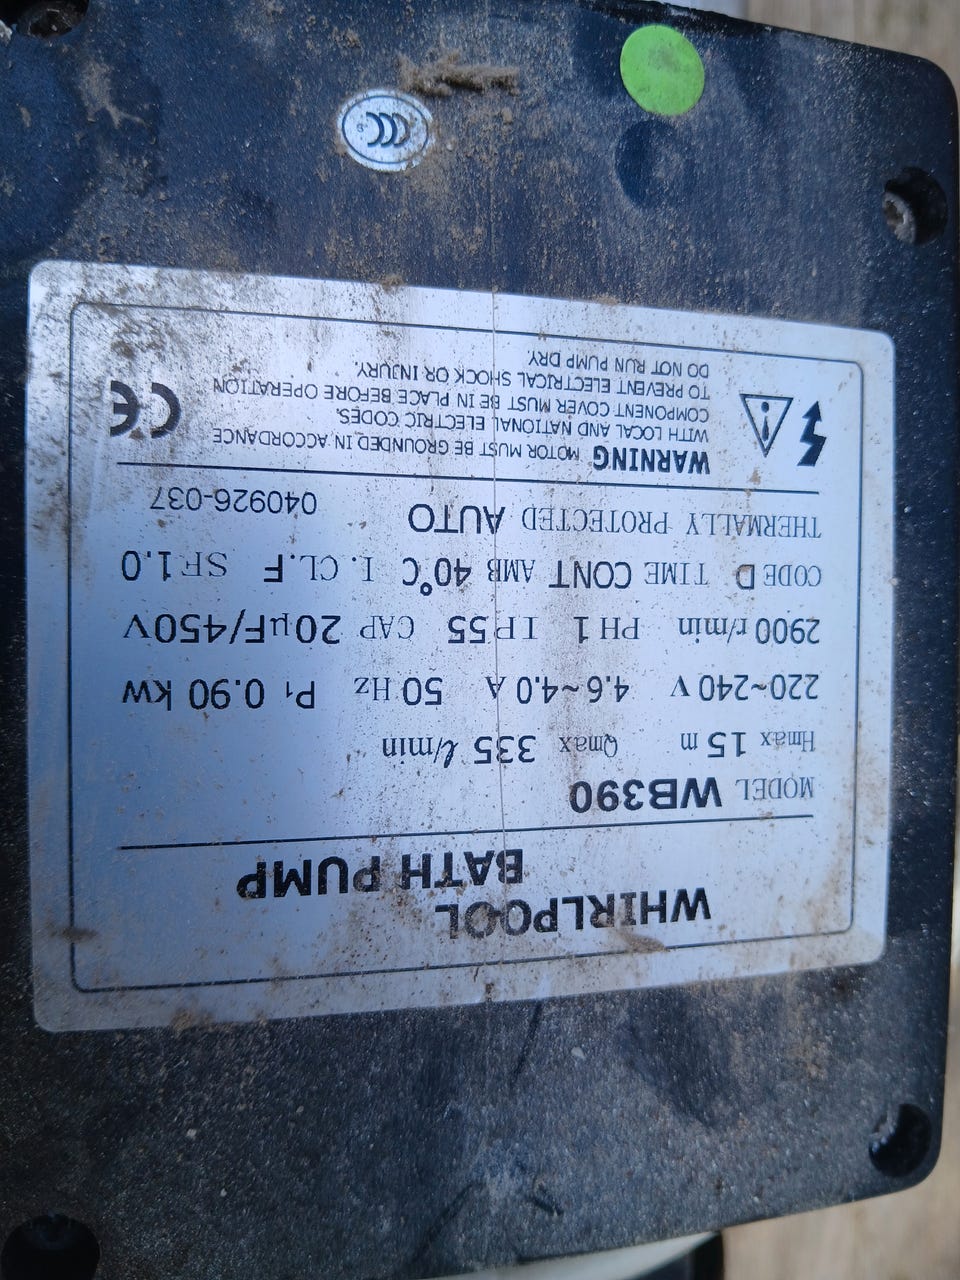 WHIRLPOOL
BATH PUMP
MODEL WB390
Hmax 15 m Qmax 335 ℓ/min
220~240 V 4.6~4.0 A 50 Hz P₁ 0.90 kw
2900 r/min PH 1 IP 55 CAP 20μF/450V
CODE D TIME CONT AMB 40°C I.CL.F SF1.0
THERMALLY PROTECTED AUTO 040926-037
WARNING MOTOR MUST BE GROUNDED IN ACCORDANCE
WITH LOCAL AND NATIONAL ELECTRIC CODES.
COMPONENT COVER MUST BE IN PLACE BEFORE OPERATION
TO PREVENT ELECTRICAL SHOCK OR INJURY.
DO NOT RUN PUMP DRY.
CE
CCC S